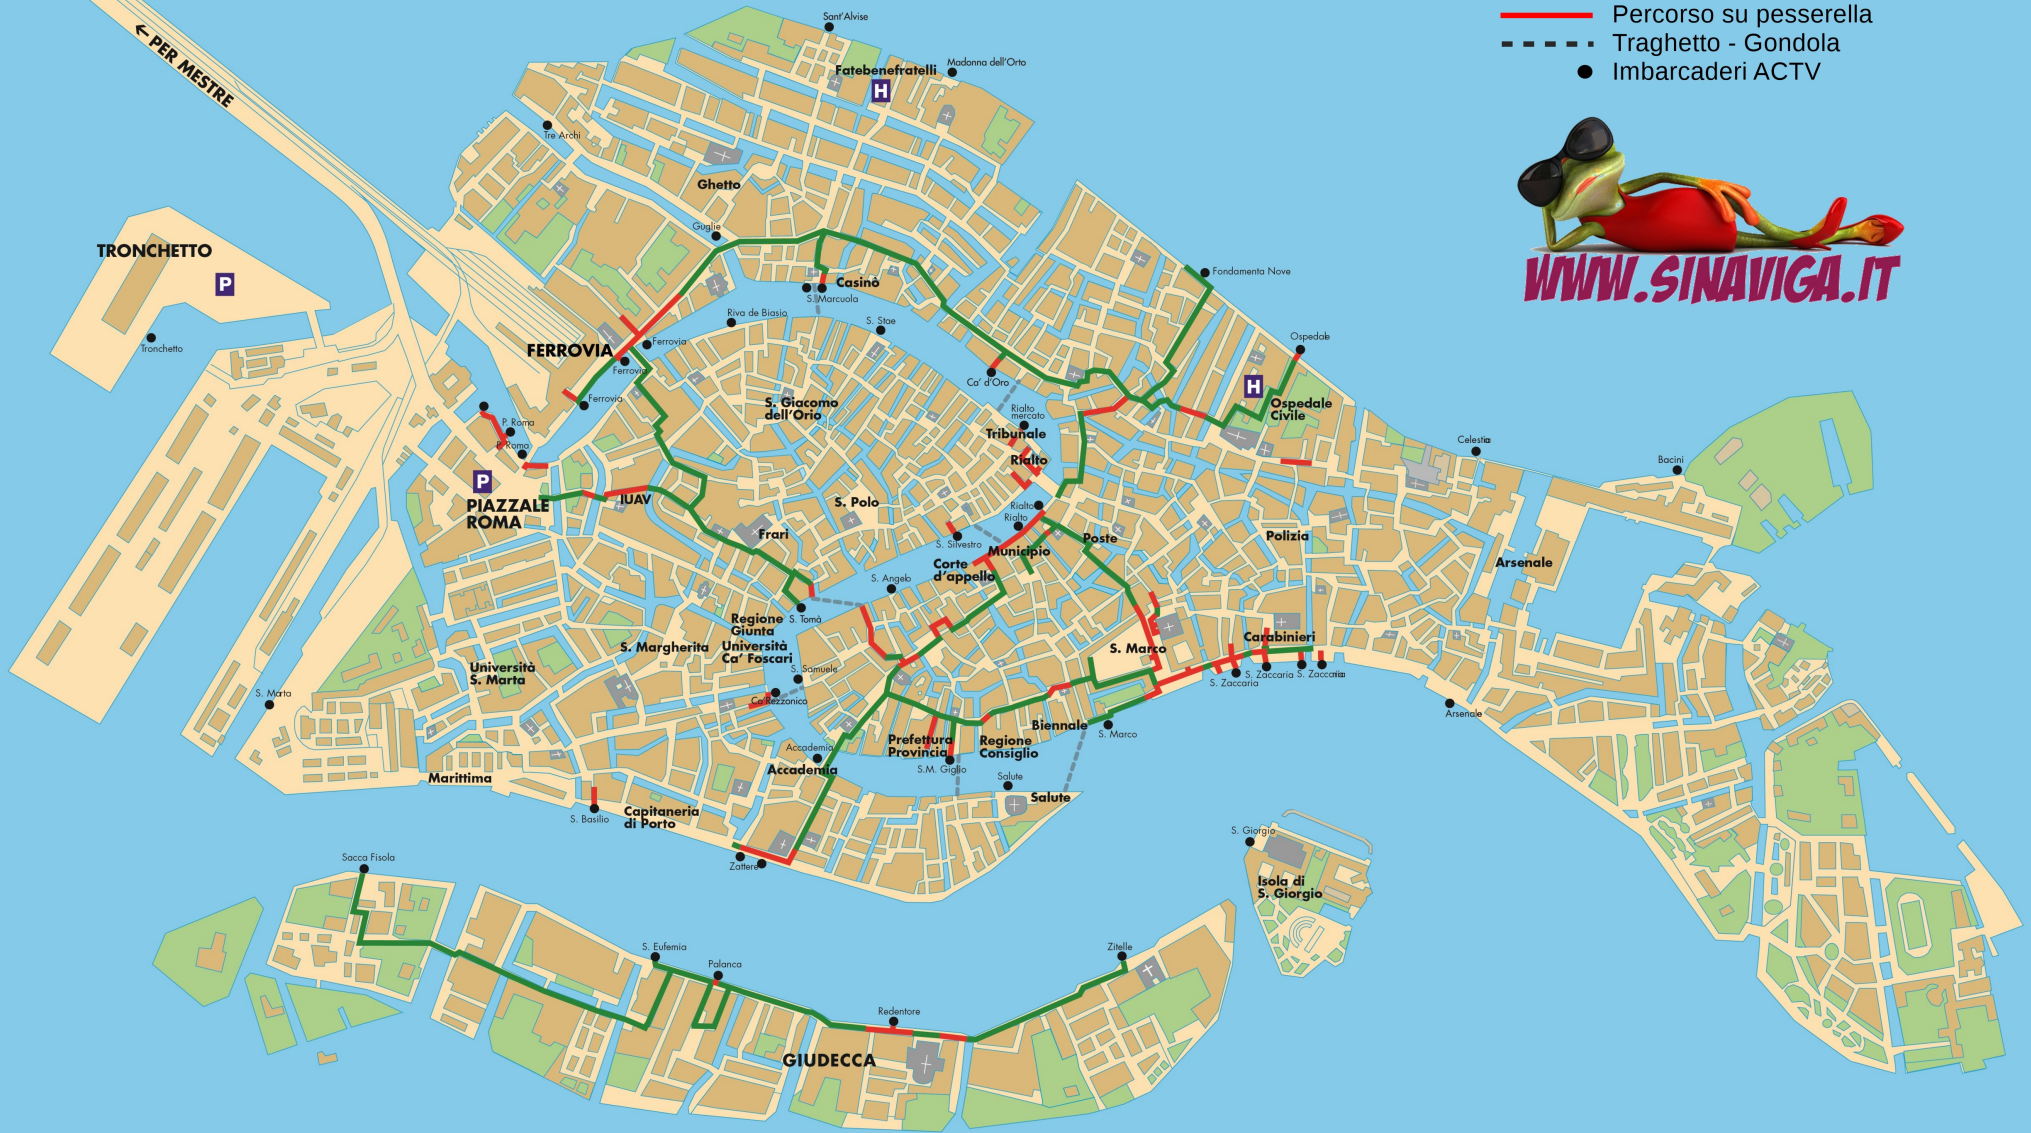 Percorso su pesserella
Traghetto - Gondola
Imbarcaderi ACTV
WWW.SINAVIGA.IT
← PER MESTRE
Sant'Alvise
Fatebenefratelli
H
Madonna dell'Orto
Tre Archi
Ghetto
Guglie
TRONCHETTO
P
Tronchetto
Casinò
S. Marcuola
Riva de Biasio
S. Stae
Fondamenta Nove
FERROVIA
Ferrovia
Ferrovia
Ferrovia
Ospedale
H
Ospedale
Civile
Ca' d'Oro
S. Giacomo
dell'Orio
Rialto
mercato
Tribunale
Rialto
P. Roma
P. Roma
P
PIAZZALE
ROMA
IUAV
S. Polo
Frari
Rialto
Rialto
S. Silvestro
Municipio
Poste
Polizia
Celestia
Bacini
Arsenale
Corte
d'appello
S. Angelo
S. Tomà
Regione
Giunta
Università
Ca' Foscari
S. Margherita
S. Samuele
Università
S. Marta
S. Marta
Ca' Rezzonico
S. Marco
Carabinieri
S. Zaccaria
S. Zaccaria
S. Zaccaria
Arsenale
Biennale
S. Marco
Prefettura
Provincia
Regione
Consiglio
S.M. Giglio
Accademia
Accademia
Marittima
Salute
Salute
S. Basilio
Capitaneria
di Porto
Zattere
S. Giorgio
Isola di
S. Giorgio
Sacca Fisola
S. Eufemia
Palanca
Zitelle
Redentore
GIUDECCA